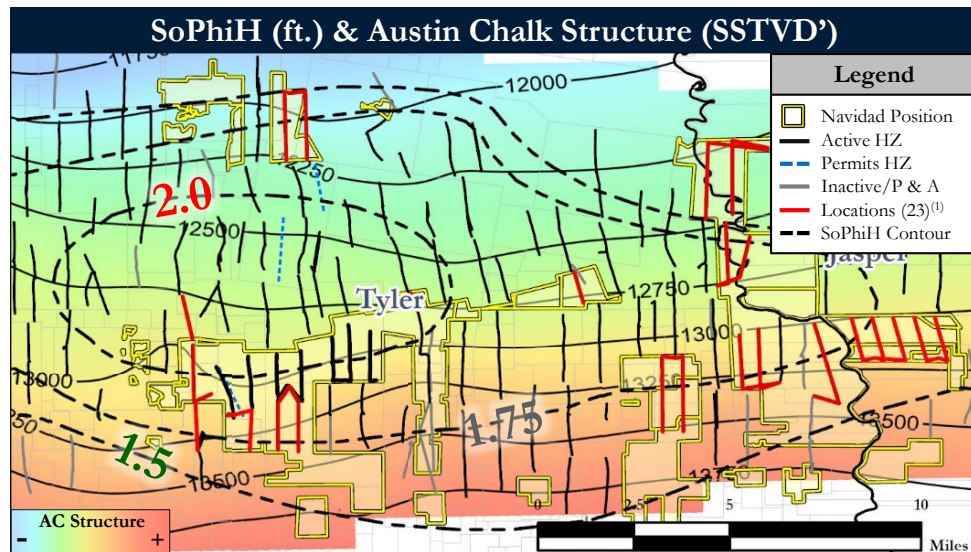 SoPhiH (ft.) & Austin Chalk Structure (SSTVD’)
Legend
Navidad Position
Active HZ
Permits HZ
Inactive/P & A
Locations (23)(1)
SoPhiH Contour
12000
2.0
12500
Jasper
Tyler
12750
13000
13000
13250
1.75
1.5
13500
13500
0 2.5 5 10
Miles
AC Structure
- +